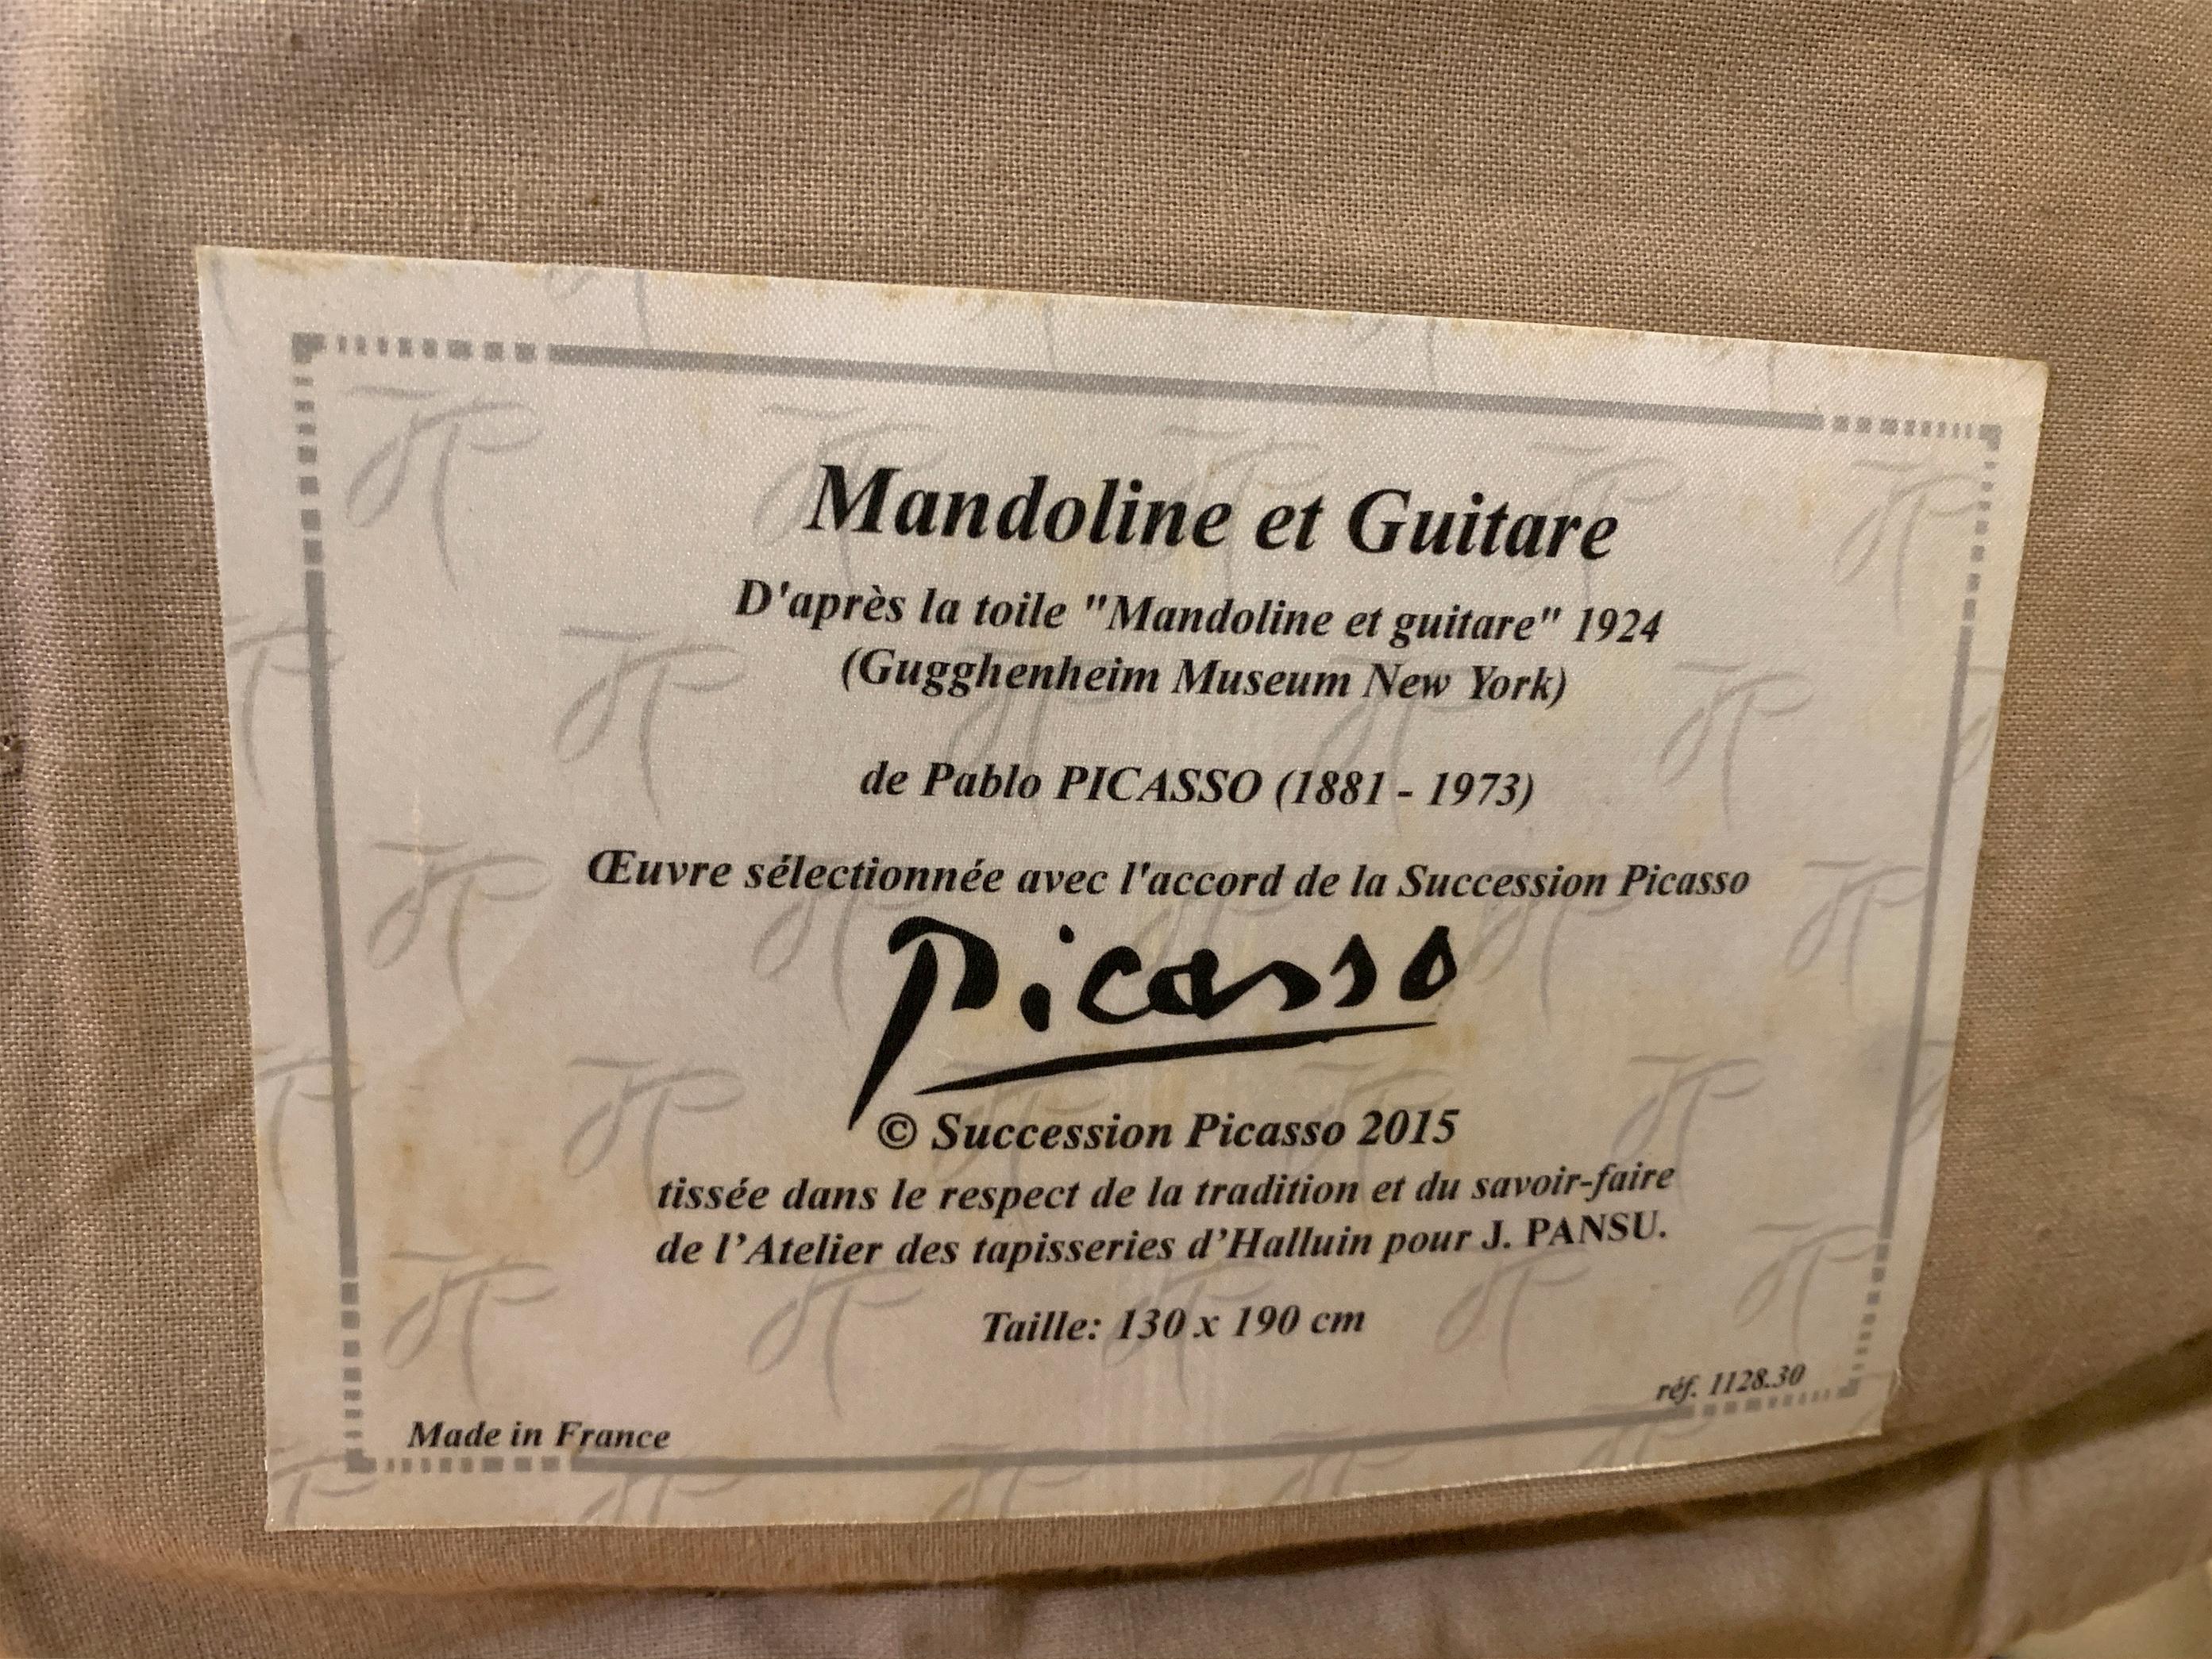 Mandoline et Guitare
D'après la toile "Mandoline et guitare" 1924
(Gugghenheim Museum New York)
de Pablo PICASSO (1881 - 1973)
Œuvre sélectionnée avec l'accord de la Succession Picasso
Picasso
© Succession Picasso 2015
tissée dans le respect de la tradition et du savoir-faire
de l’Atelier des tapisseries d’Halluin pour J. PANSU.
Taille: 130 x 190 cm
réf. 1128.30
Made in France